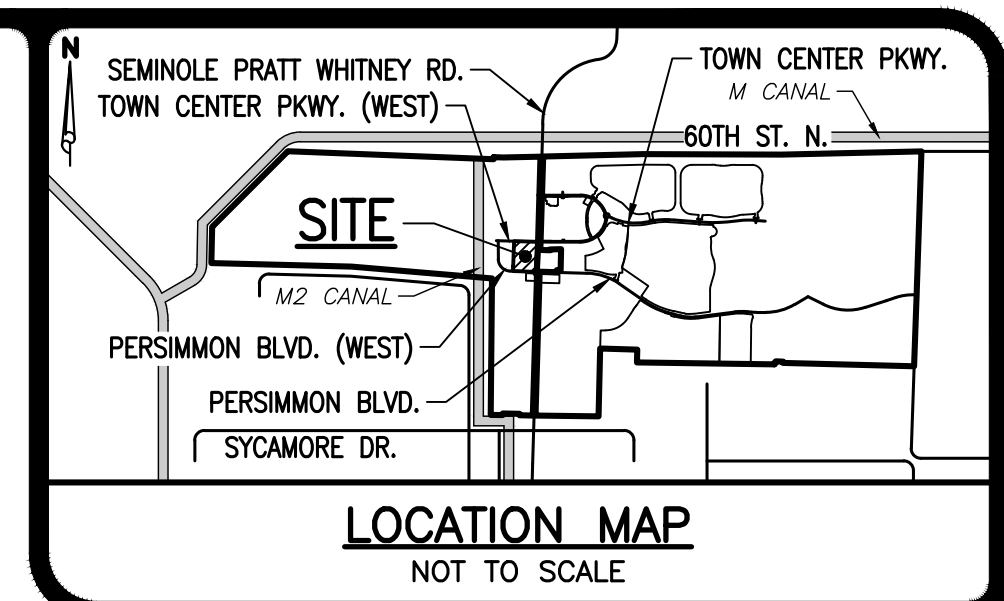 N
SEMINOLE PRATT WHITNEY RD.
TOWN CENTER PKWY. (WEST)
TOWN CENTER PKWY.
M CANAL
60TH ST. N.
SITE
M2 CANAL
PERSIMMON BLVD. (WEST)
PERSIMMON BLVD.
SYCAMORE DR.
LOCATION MAP
NOT TO SCALE